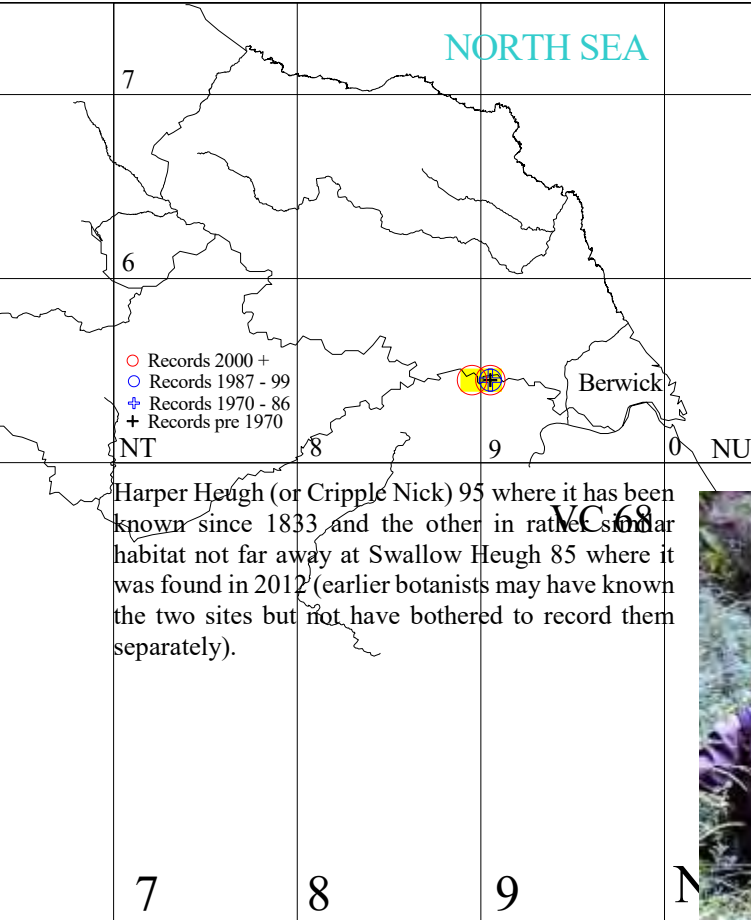 NORTH SEA
7
6
Records 2000 +
Records 1987 - 99
Records 1970 - 86
Records pre 1970
Berwick
NT
8
9
0
NU
Harper Heugh (or Cripple Nick) 95 where it has been
known since 1833 and the other in rather similar
VC 68
habitat not far away at Swallow Heugh 85 where it
was found in 2012 (earlier botanists may have known
the two sites but not have bothered to record them
separately).
7
8
9
N